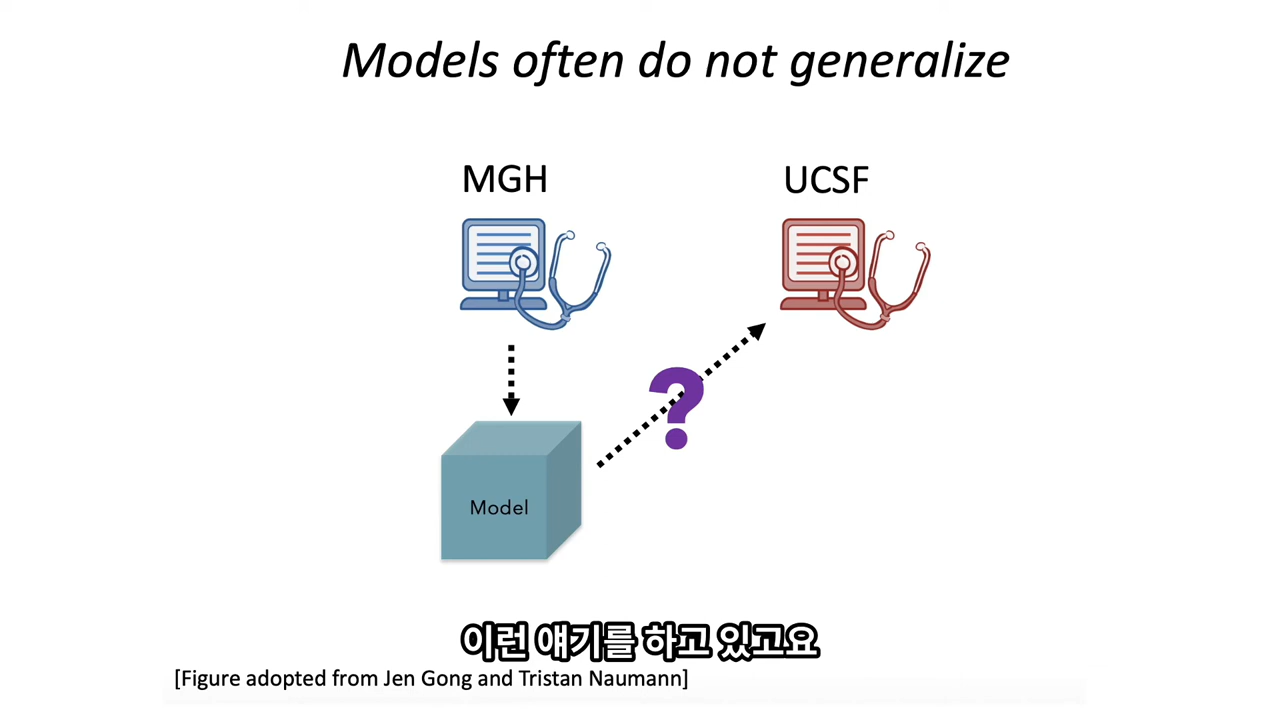 Models often do not generalize
MGH
UCSF
?
Model
이런 얘기를 하고 있고요
[Figure adopted from Jen Gong and Tristan Naumann]